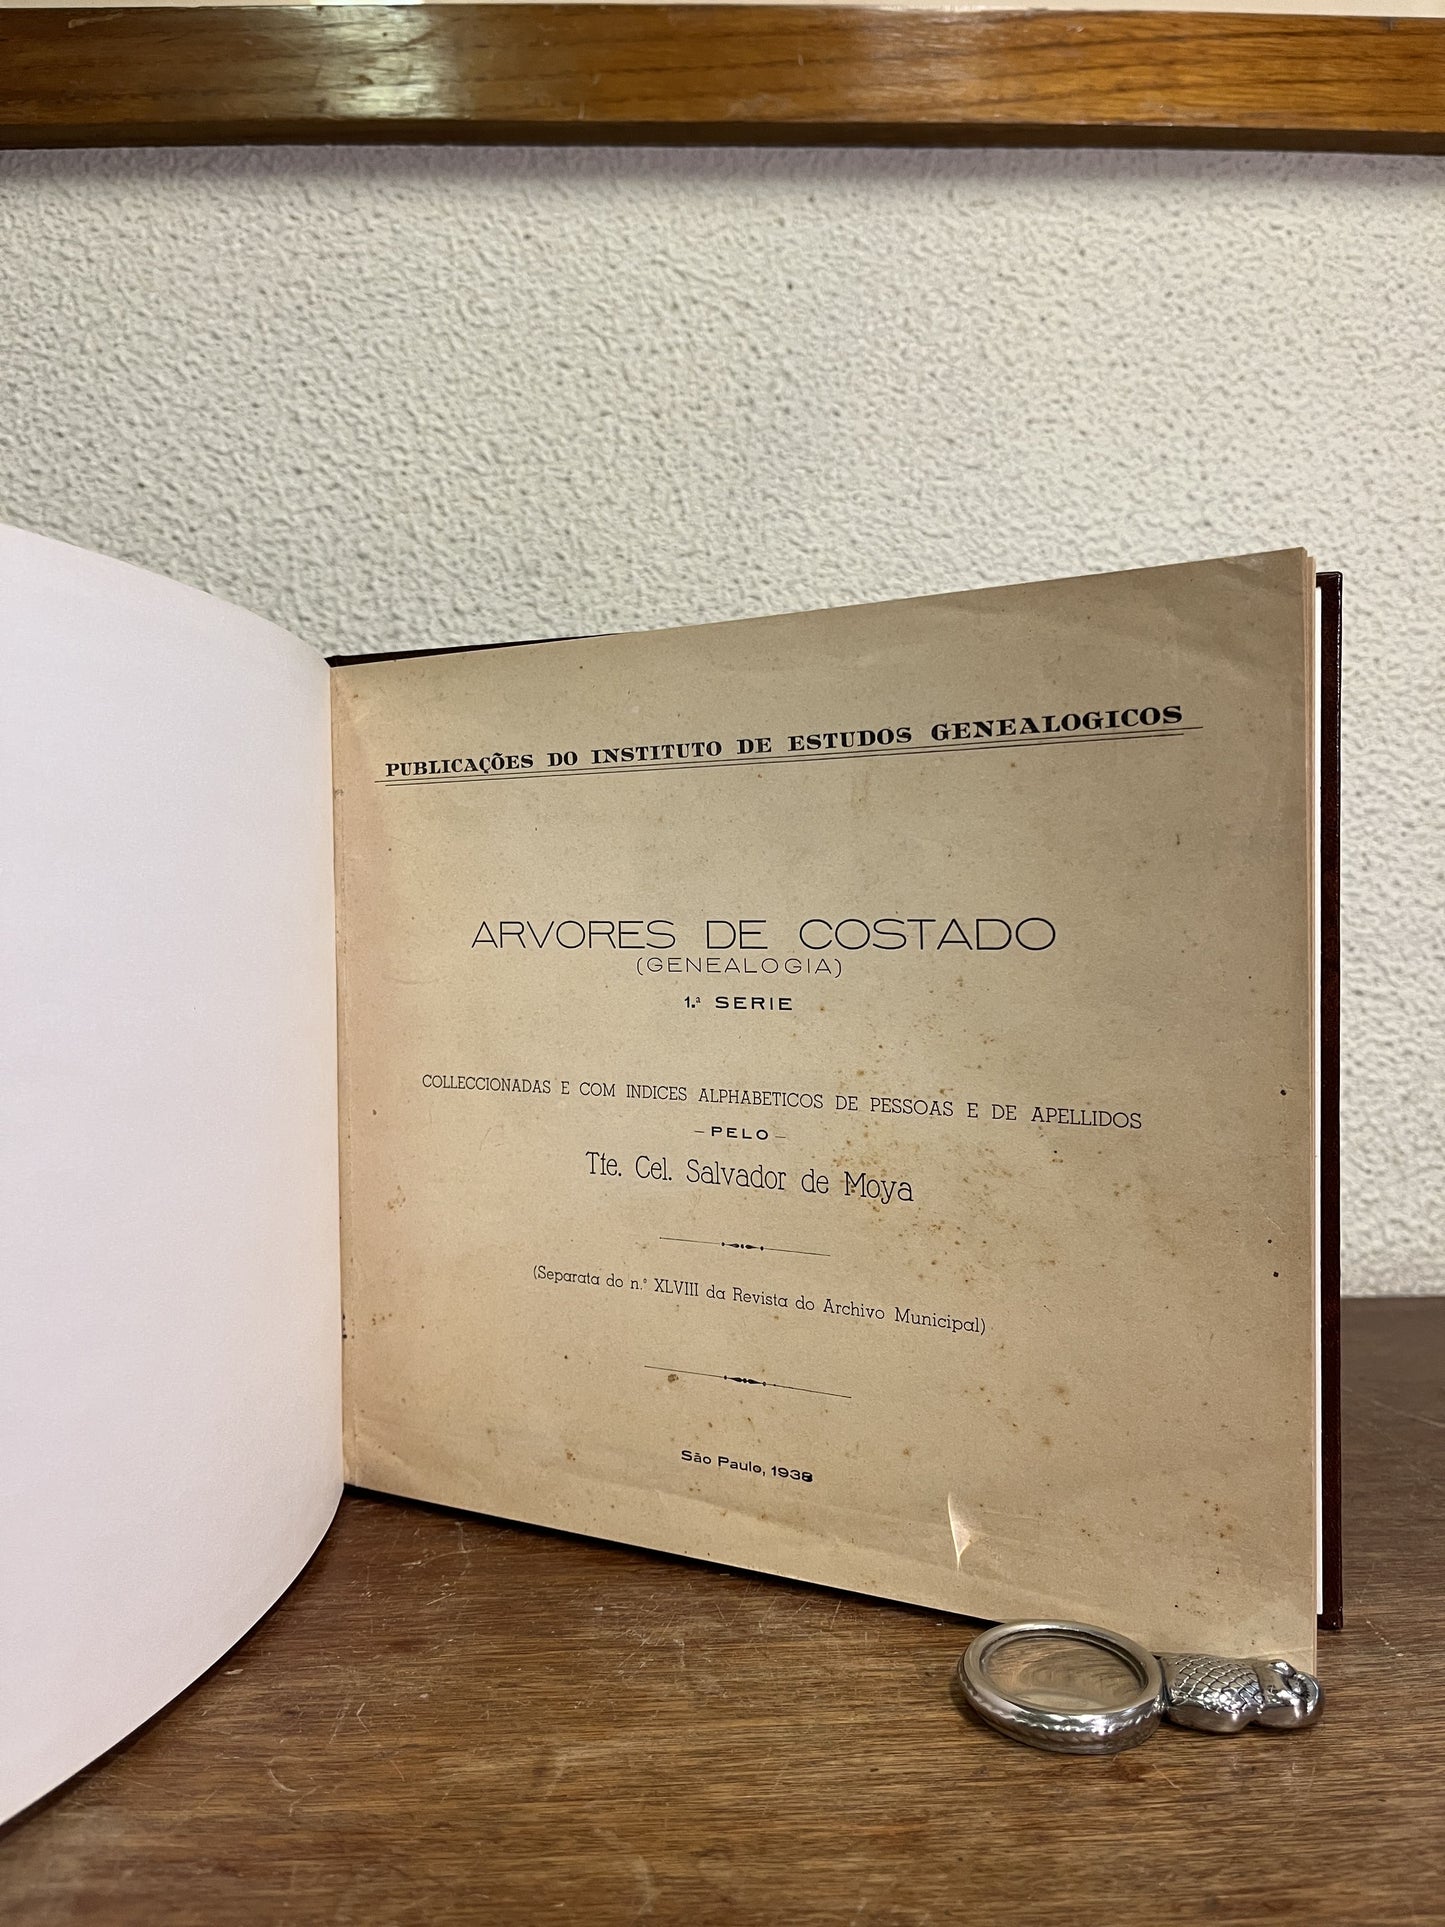 PUBLICAÇÕES DO INSTITUTO DE ESTUDOS GENEALOGICOS
ARVORES DE COSTADO
(GENEALOGIA)
1.ª SERIE
COLLECCIONADAS E COM INDICES ALPHABETICOS DE PESSOAS E DE APELLIDOS
— PELO —
Tte. Cel. Salvador de Moya
(Separata do n.º XLVIII da Revista do Archivo Municipal)
São Paulo, 1938